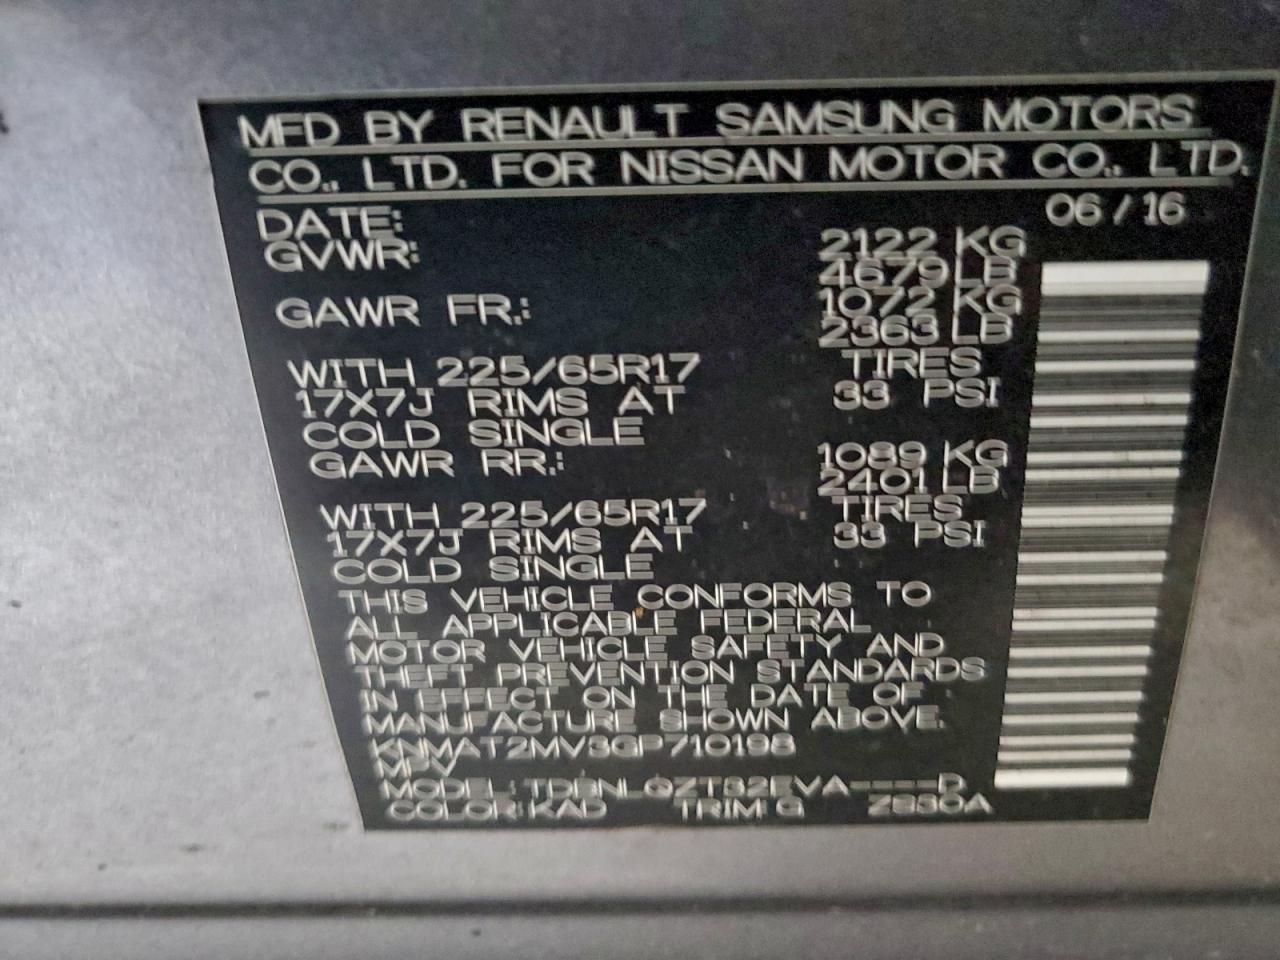 MFD BY RENAULT SAMSUNG MOTORS
CO., LTD. FOR NISSAN MOTOR CO., LTD.
DATE: 06 / 16
GVWR: 2122 KG
4679 LB
GAWR FR.: 1072 KG
2363 LB
WITH 225/65R17 TIRES
17X7J RIMS AT 33 PSI
COLD SINGLE
GAWR RR.: 1089 KG
2401 LB
WITH 225/65R17 TIRES
17X7J RIMS AT 33 PSI
COLD SINGLE
THIS VEHICLE CONFORMS TO
ALL APPLICABLE FEDERAL
MOTOR VEHICLE SAFETY AND
THEFT PREVENTION STANDARDS
IN EFFECT ON THE DATE OF
MANUFACTURE SHOWN ABOVE.
KNMAT2MV3GP710198
MPV
MODEL:
COLOR: KAD TRIM: G